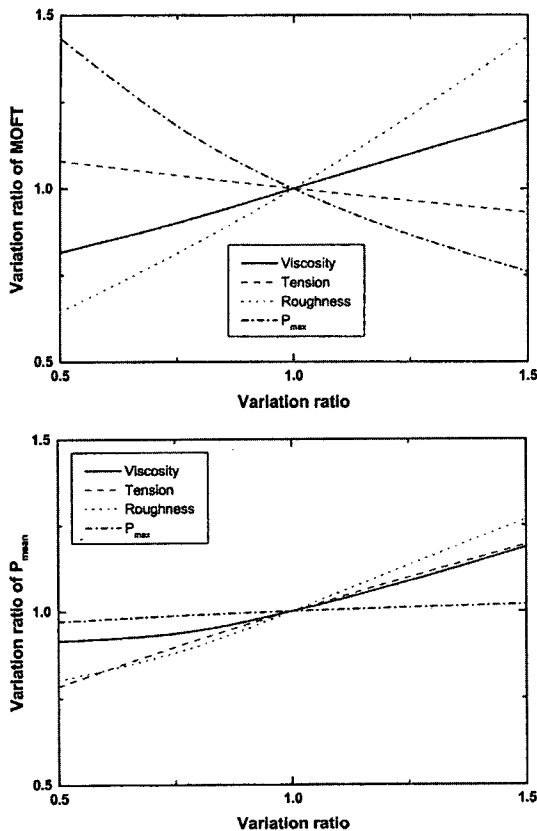 1.5
1.0
0.5
Variation ratio of MOFT
Viscosity
Tension
Roughness
Pmax
0.5
1.0
1.5
Variation ratio
1.5
1.0
0.5
Variation ratio of Pmean
Viscosity
Tension
Roughness
Pmax
0.5
1.0
1.5
Variation ratio